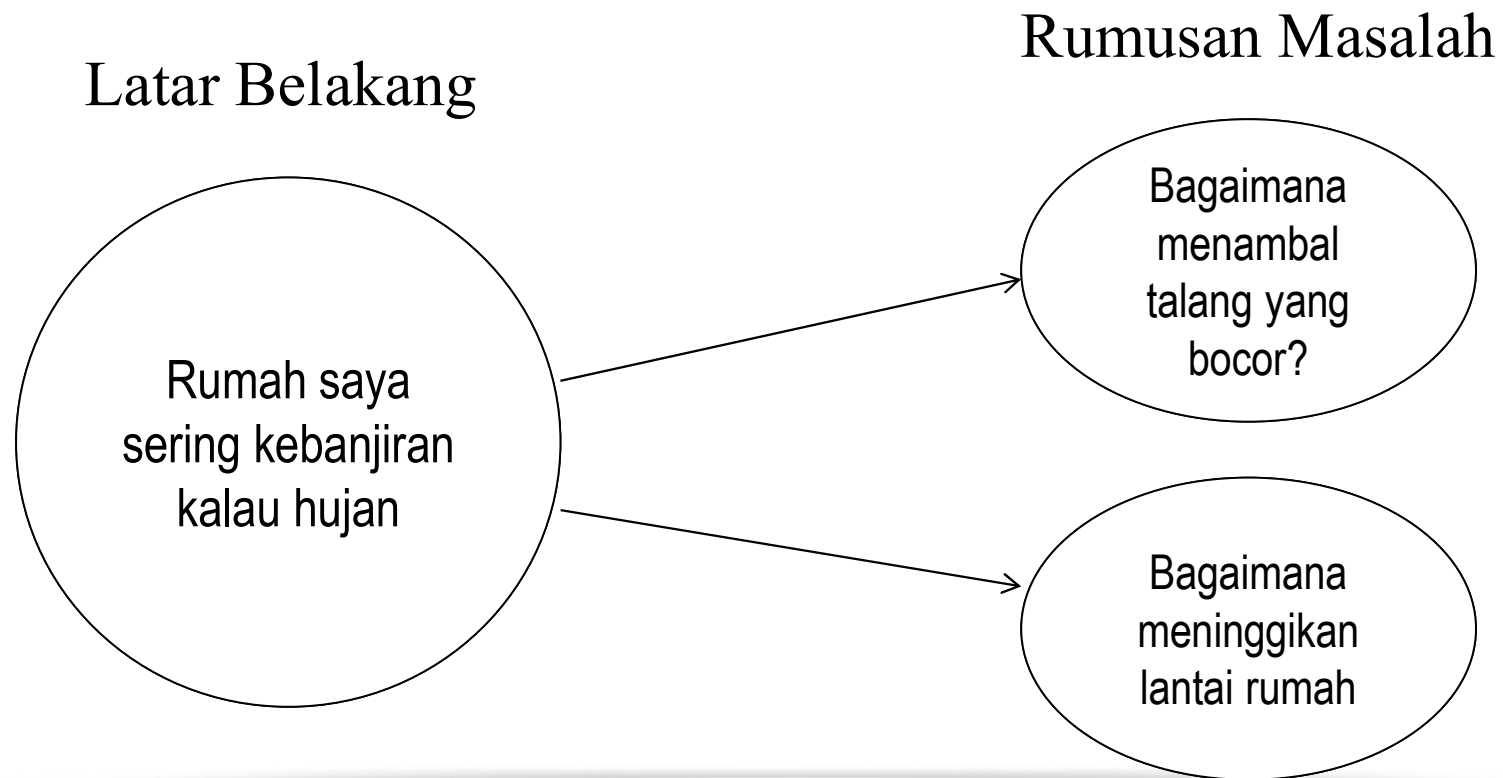 Latar Belakang
Rumusan Masalah
Rumah saya
sering kebanjiran
kalau hujan
Bagaimana
menambal
talang yang
bocor?
Bagaimana
meninggikan
lantai rumah